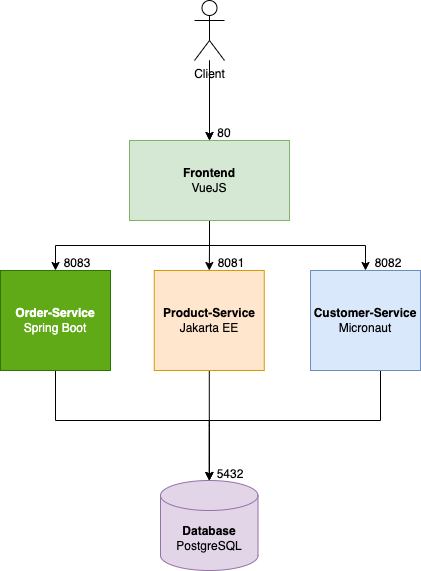 Client
80
Frontend
VueJS
8083
8081
8082
Order-Service
Spring Boot
Product-Service
Jakarta EE
Customer-Service
Micronaut
5432
Database
PostgreSQL